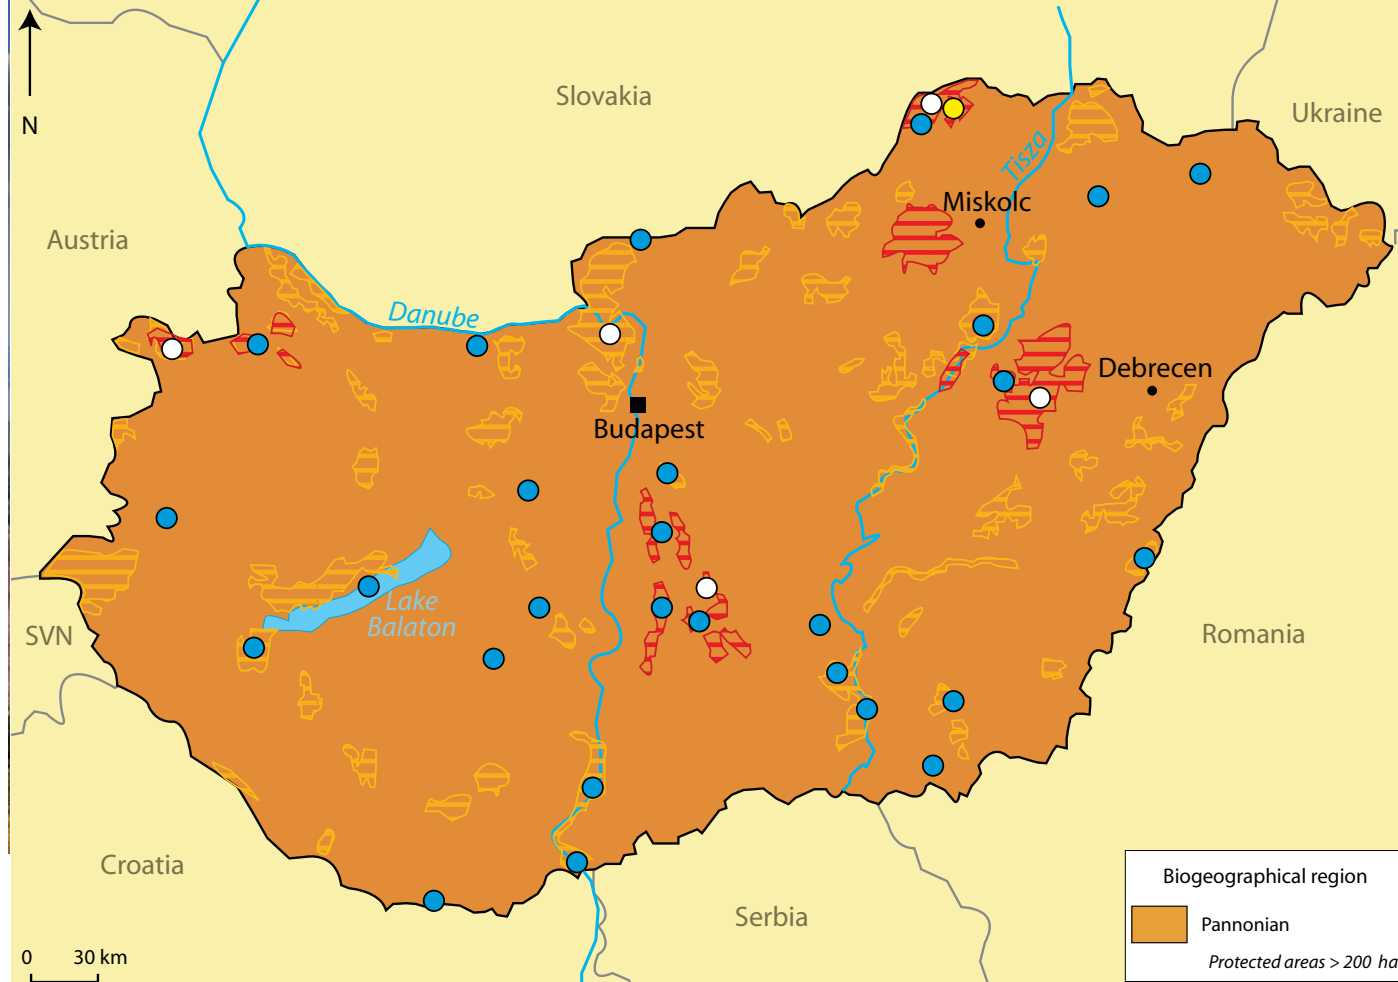 Slovakia
Ukraine
N
Tisza
Miskolc
Austria
Danube
Debrecen
Budapest
Lake
Balaton
SVN
Romania
Croatia
Serbia
Biogeographical region
Pannonian
Protected areas > 200 ha
0 30 km